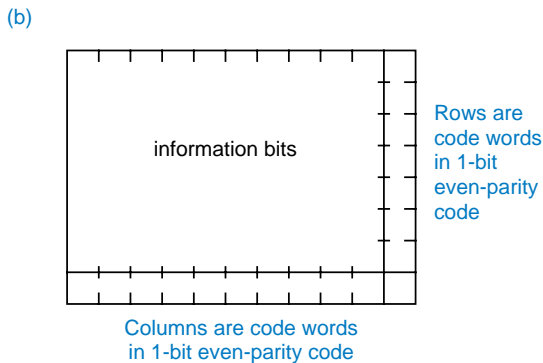 (b)
information bits
Rows are
code words
in 1-bit
even-parity
code
Columns are code words
in 1-bit even-parity code